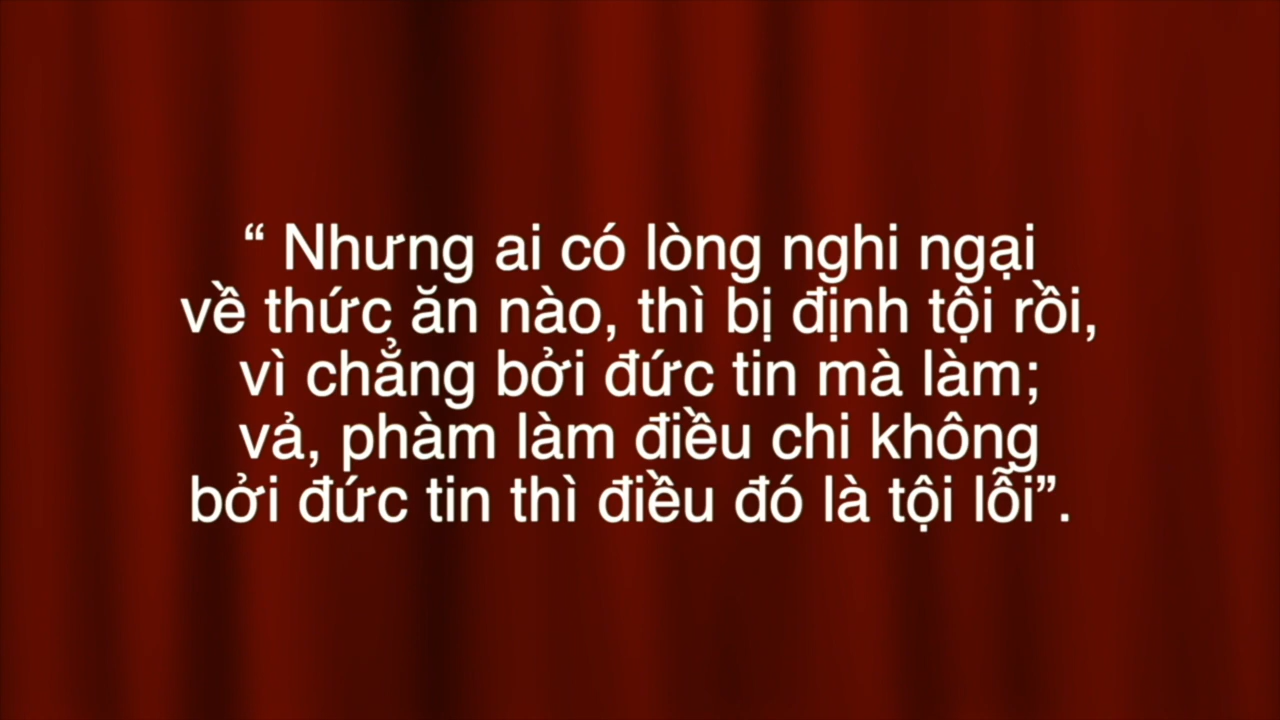 “ Nhưng ai có lòng nghi ngại
về thức ăn nào, thì bị định tội rồi,
vì chẳng bởi đức tin mà làm;
vả, phàm làm điều chi không
bởi đức tin thì điều đó là tội lỗi”.